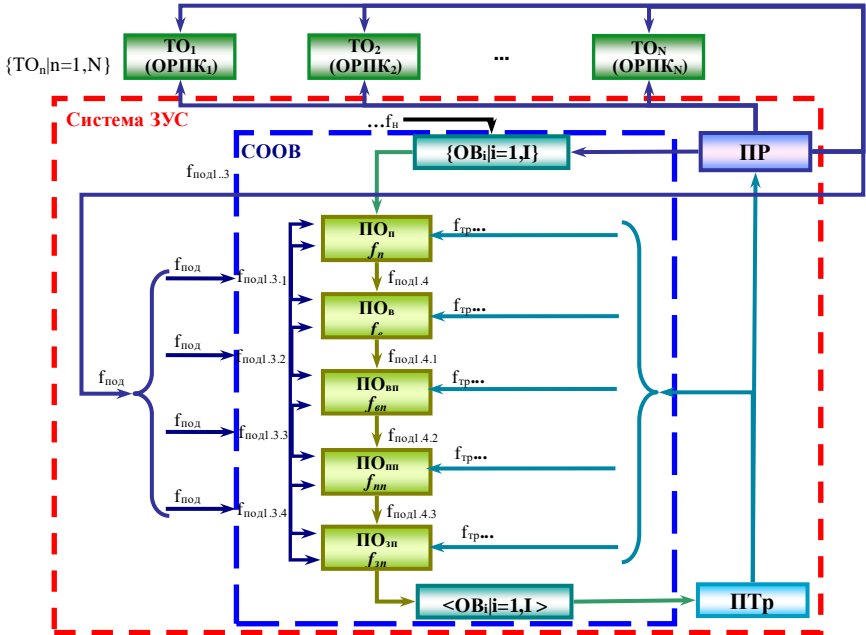 {ТОn|n=1,N}
ТО1
(ОРПК1)
ТО2
(ОРПК2)
...
ТОN
(ОРПКN)
Система ЗУС
...fн
СООВ
{ОВi|i=1,I}
ПР
fпод1..3
ПОп
fп
fтр...
fпод
fпод1.3.1
fпод1.4
ПОв
fв
fтр...
fпод
fпод1.3.2
fпод1.4.1
fпод
ПОвп
fвп
fтр...
fпод
fпод1.3.3
fпод1.4.2
ПОпп
fпп
fтр...
fпод
fпод1.3.4
fпод1.4.3
ПОзп
fзп
fтр...
<ОВi|i=1,I >
ПТр